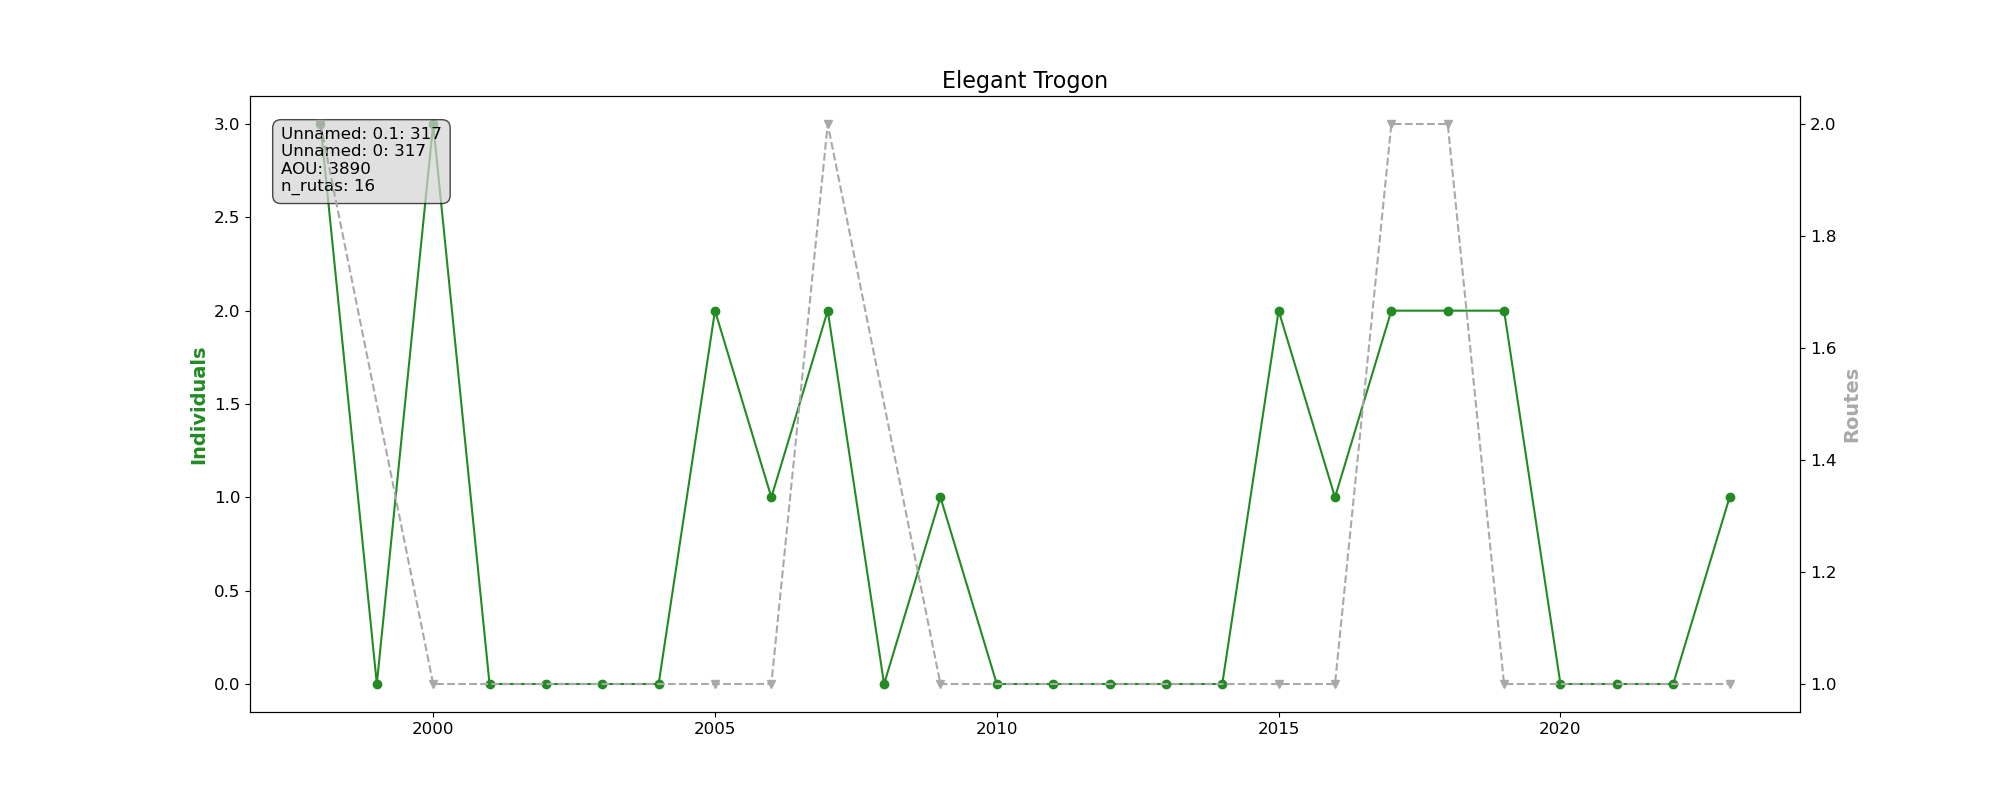 Elegant Trogon
Unnamed: 0.1: 317
Unnamed: 0: 317
AOU: 3890
n_rutas: 16
Individuals
3.0
2.5
2.0
1.5
1.0
0.5
0.0
2000
2005
2010
2015
2020
2.0
1.8
1.6
1.4
1.2
1.0
Routes